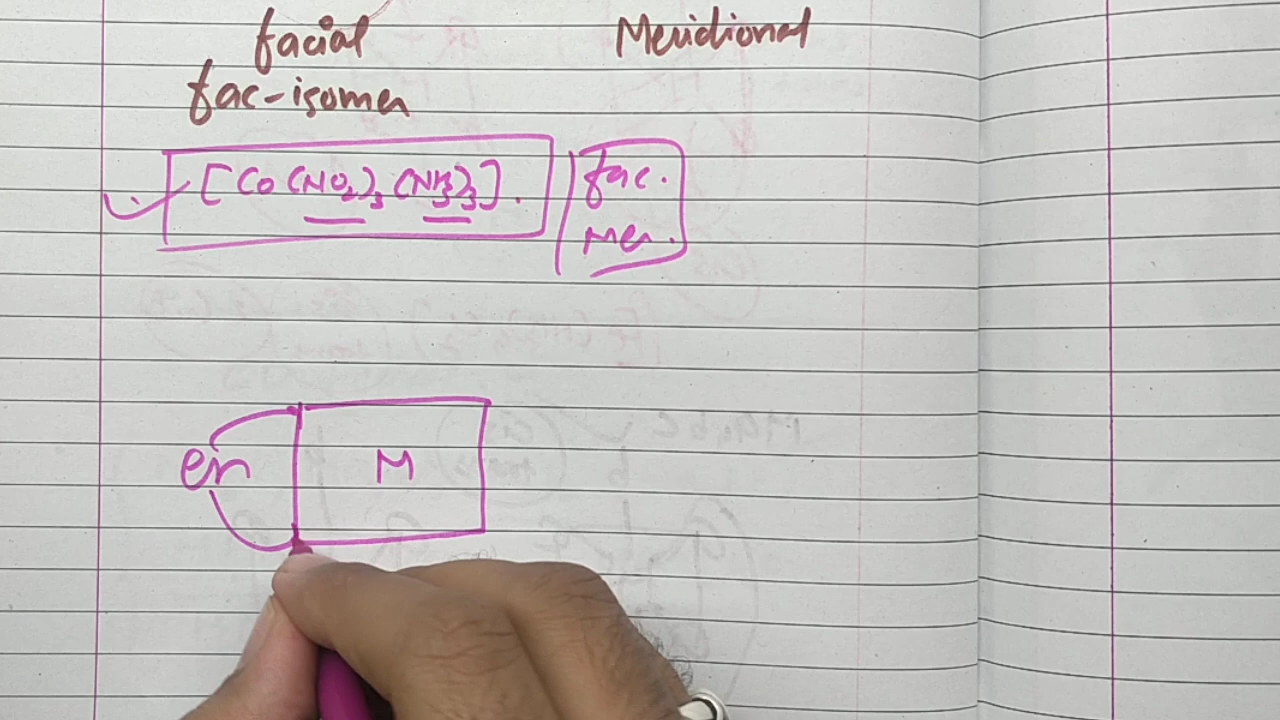 facial Meridional
fac-isomer
[Co(NO2)3(NH3)3]. fac.
mer.
en M